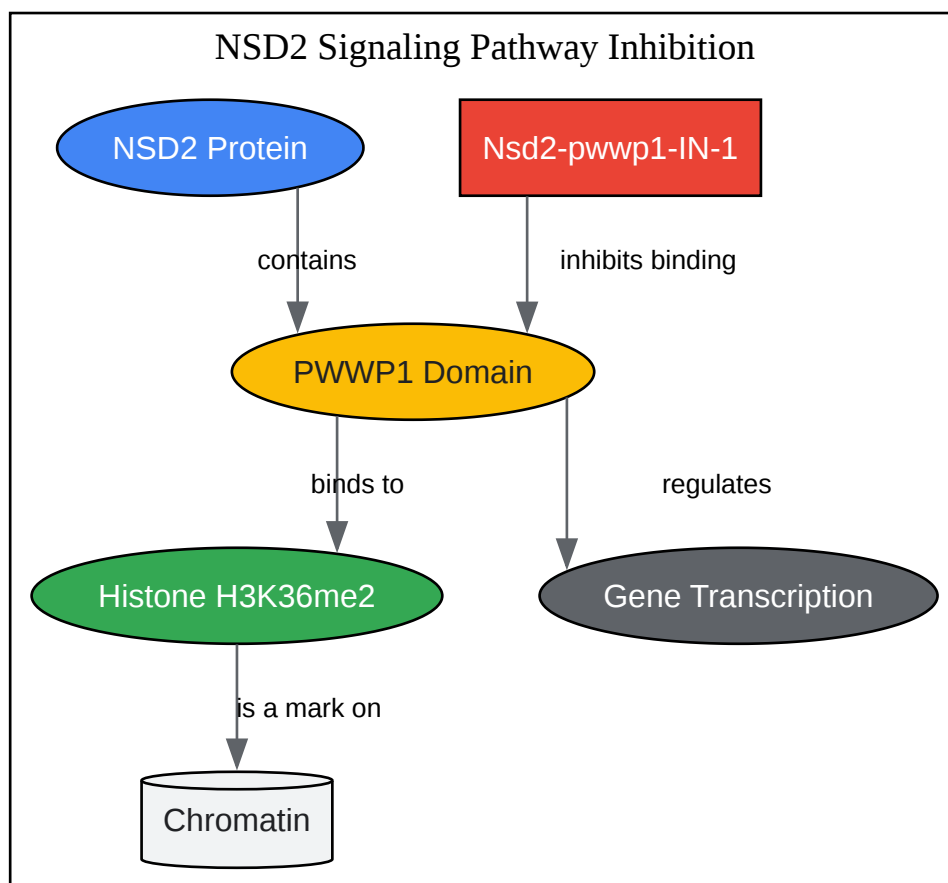 NSD2 Signaling Pathway Inhibition
NSD2 Protein
Nsd2-pwwp1-IN-1
contains
inhibits binding
PWWP1 Domain
binds to
regulates
Histone H3K36me2
Gene Transcription
is a mark on
Chromatin